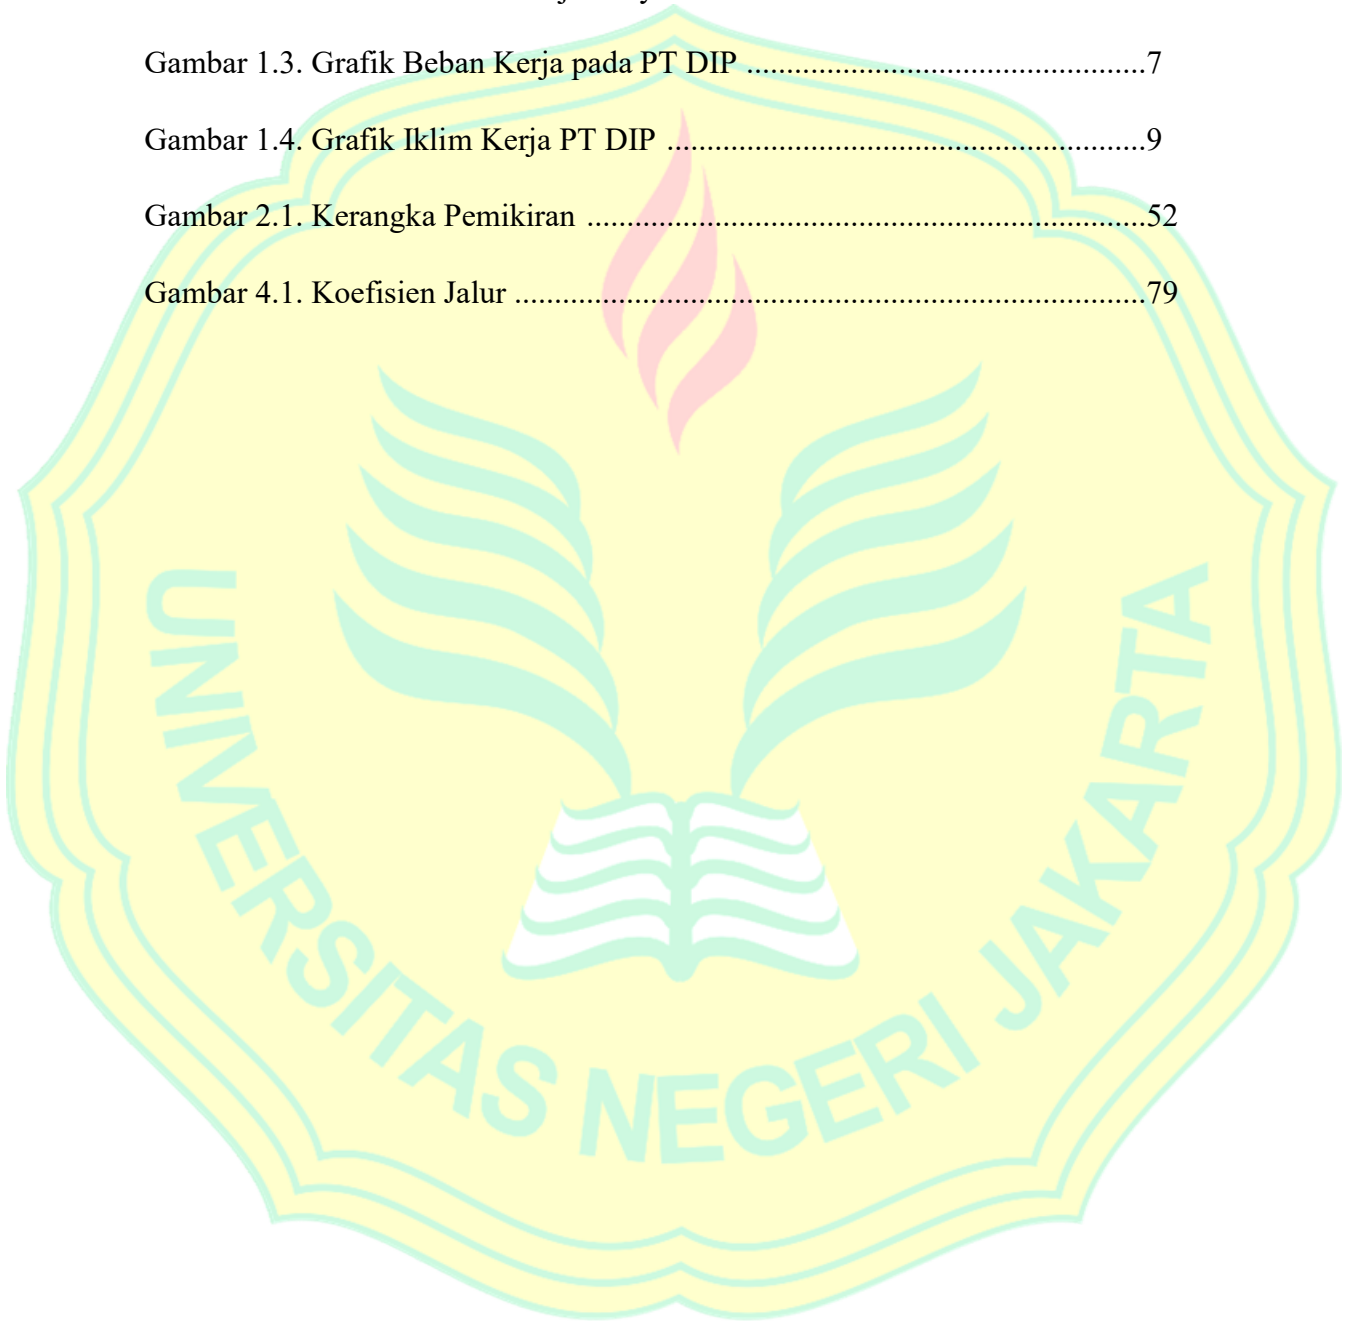 Gambar 1.3. Grafik Beban Kerja pada PT DIP ..................................................7
Gambar 1.4. Grafik Iklim Kerja PT DIP ............................................................9
Gambar 2.1. Kerangka Pemikiran ......................................................................52
Gambar 4.1. Koefisien Jalur ...............................................................................79
UNIVERSITAS NEGERI JAKARTA